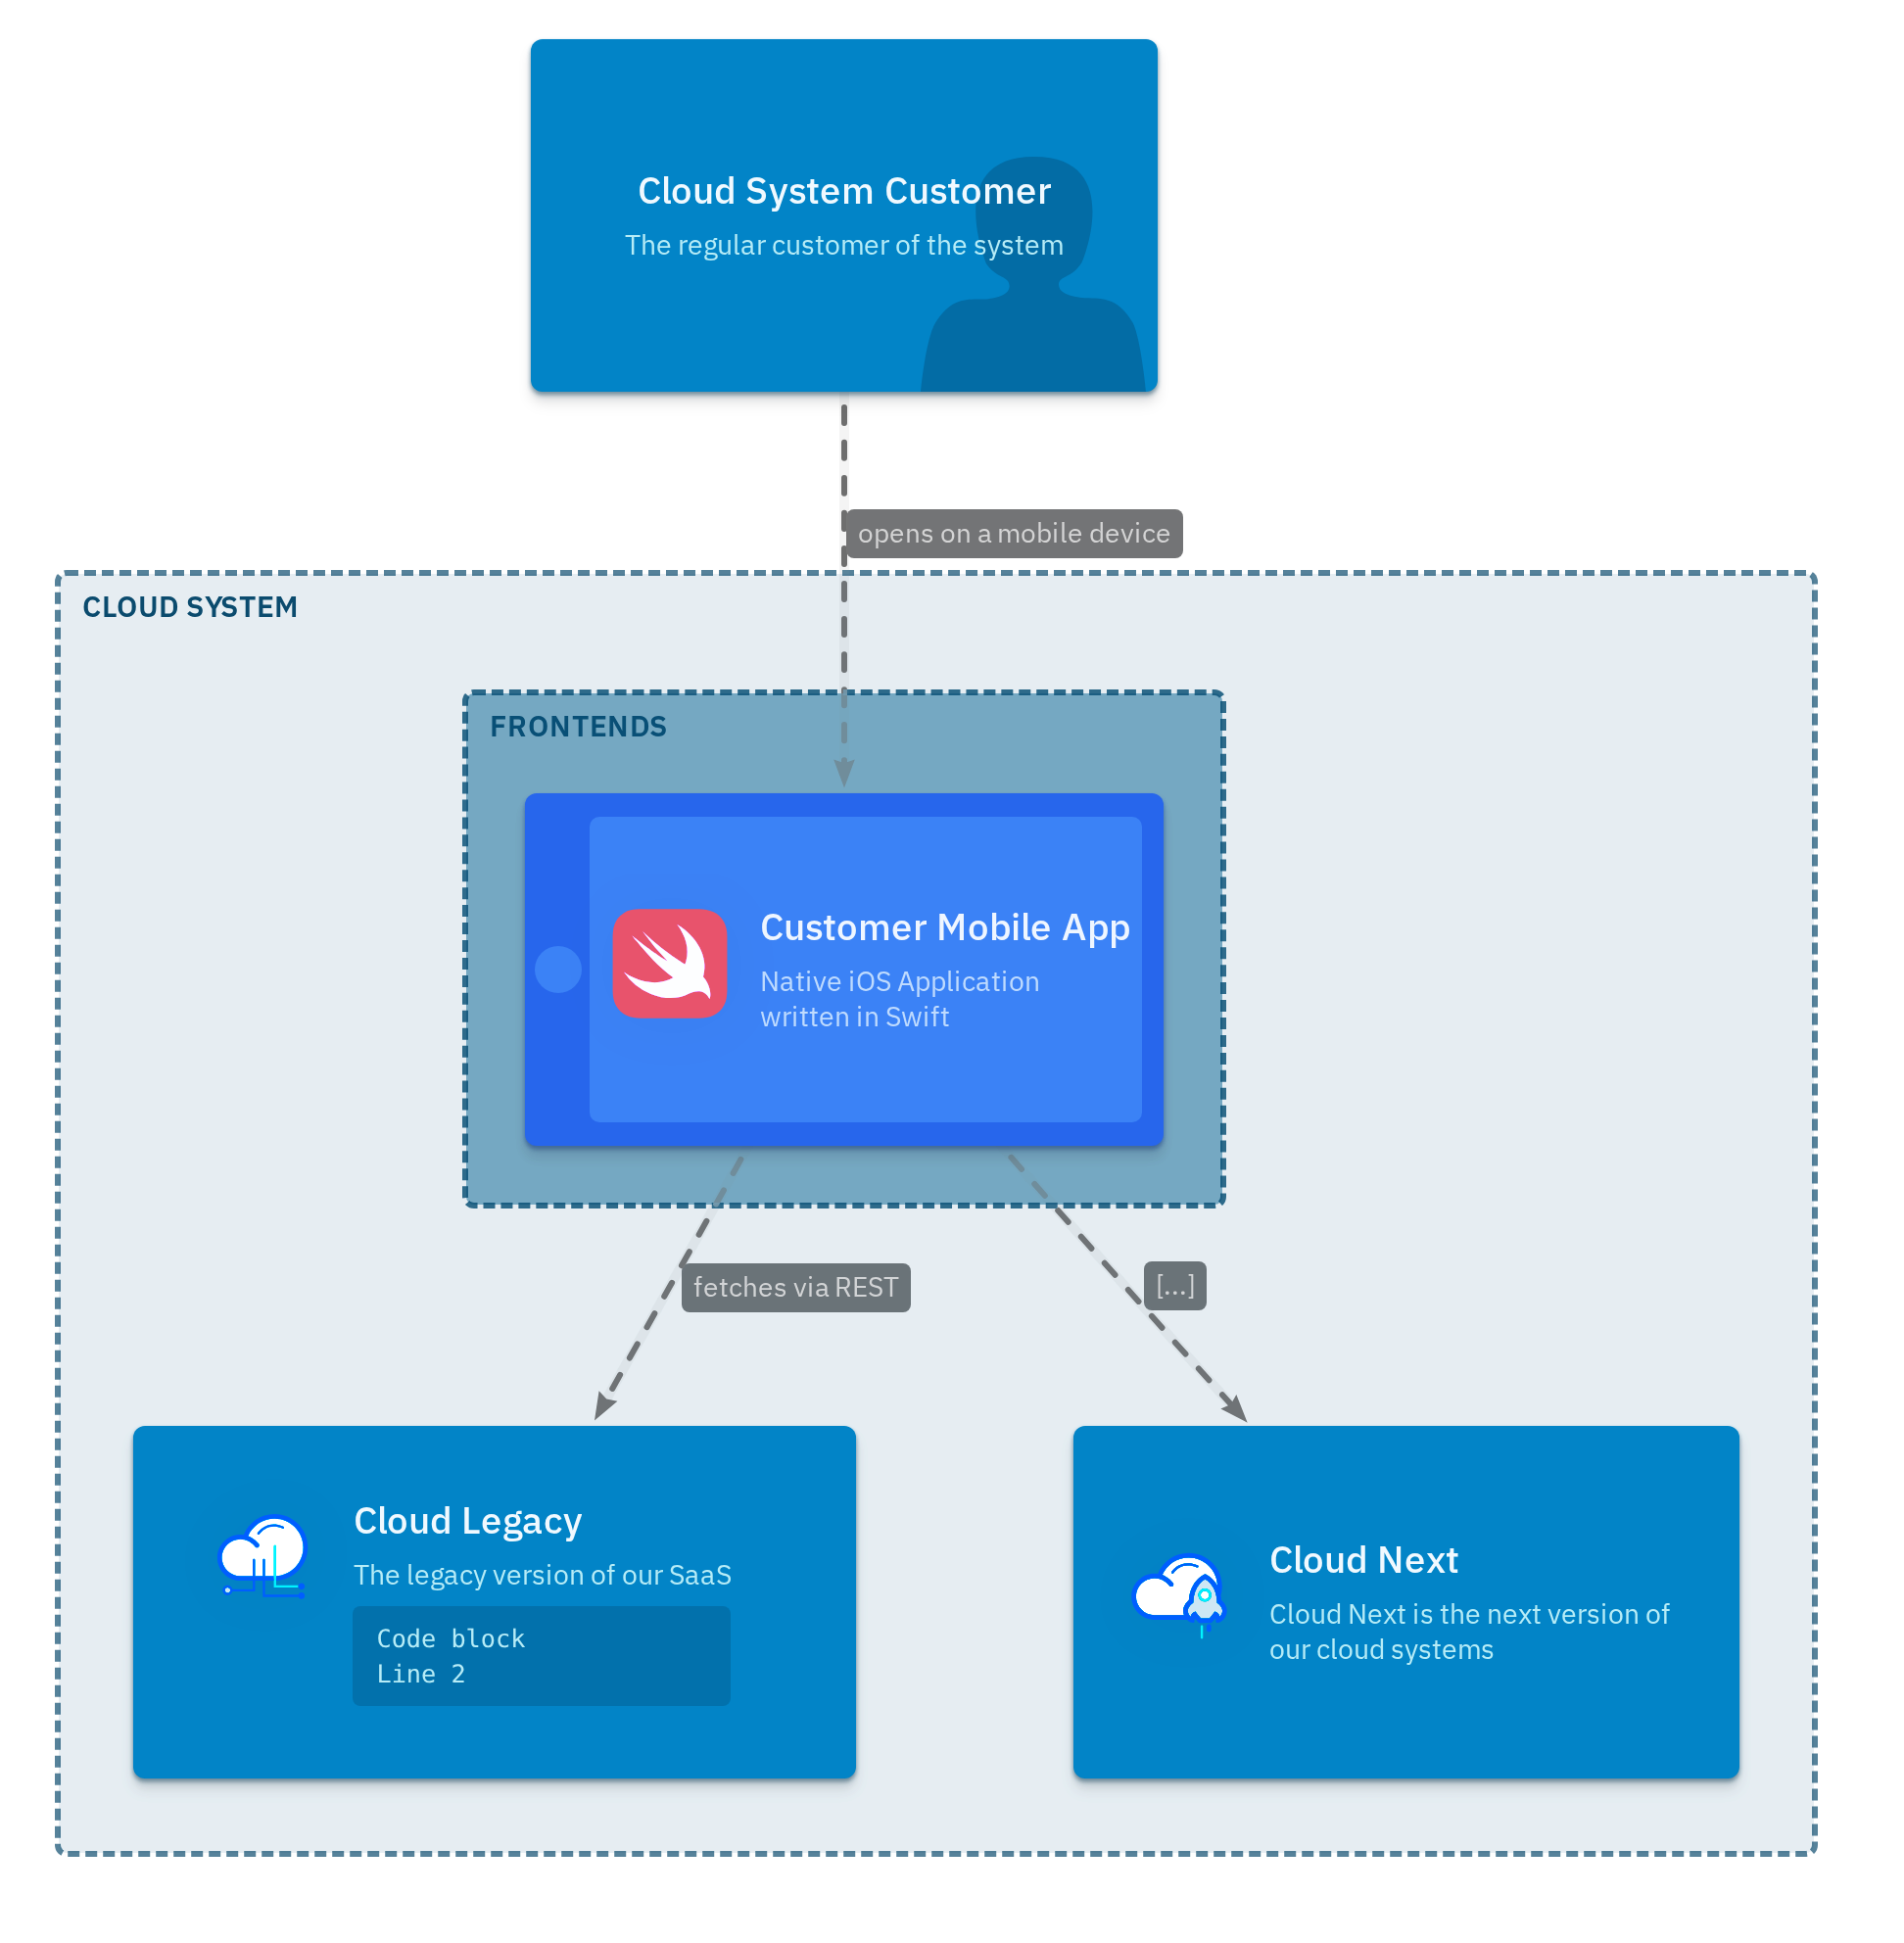 Cloud System Customer
The regular customer of the system
opens on a mobile device
CLOUD SYSTEM
FRONTENDS
Customer Mobile App
Native iOS Application
written in Swift
fetches via REST
[...]
Cloud Legacy
The legacy version of our SaaS
Code block
Line 2
Cloud Next
Cloud Next is the next version of
our cloud systems